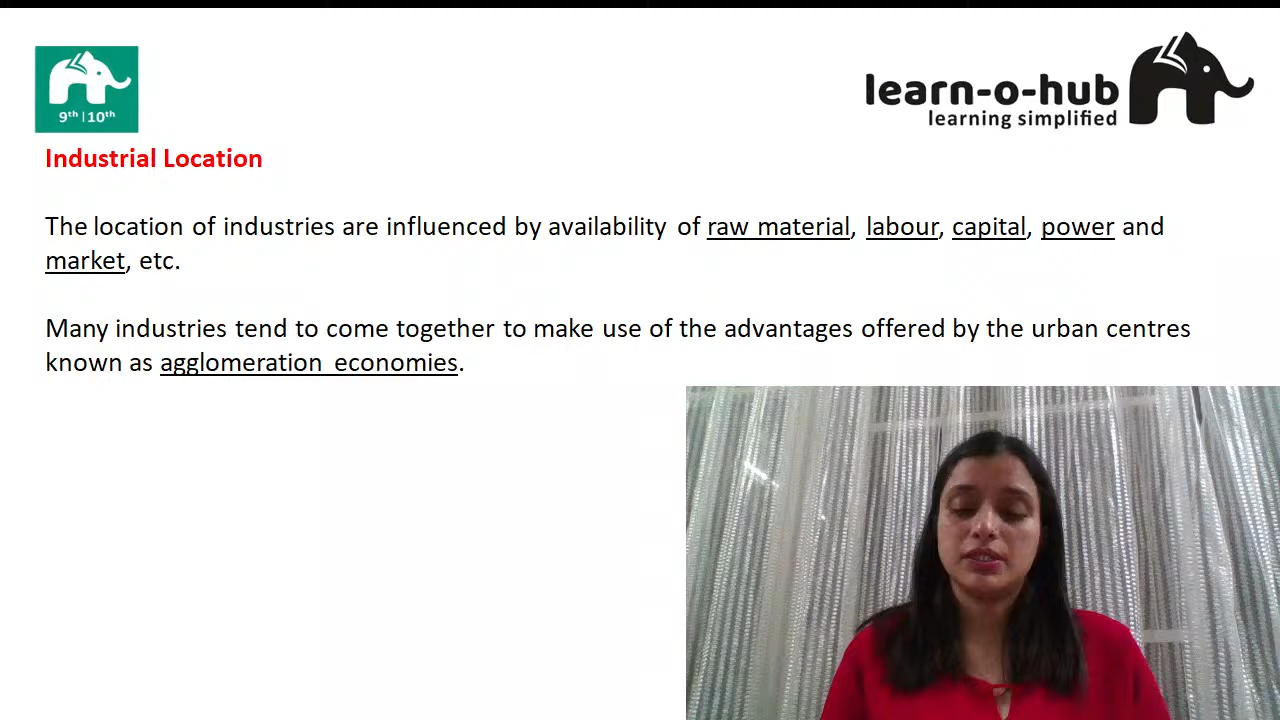 9th | 10th
learn-o-hub
learning simplified
Industrial Location
The location of industries are influenced by availability of raw material, labour, capital, power and
market, etc.
Many industries tend to come together to make use of the advantages offered by the urban centres
known as agglomeration economies.